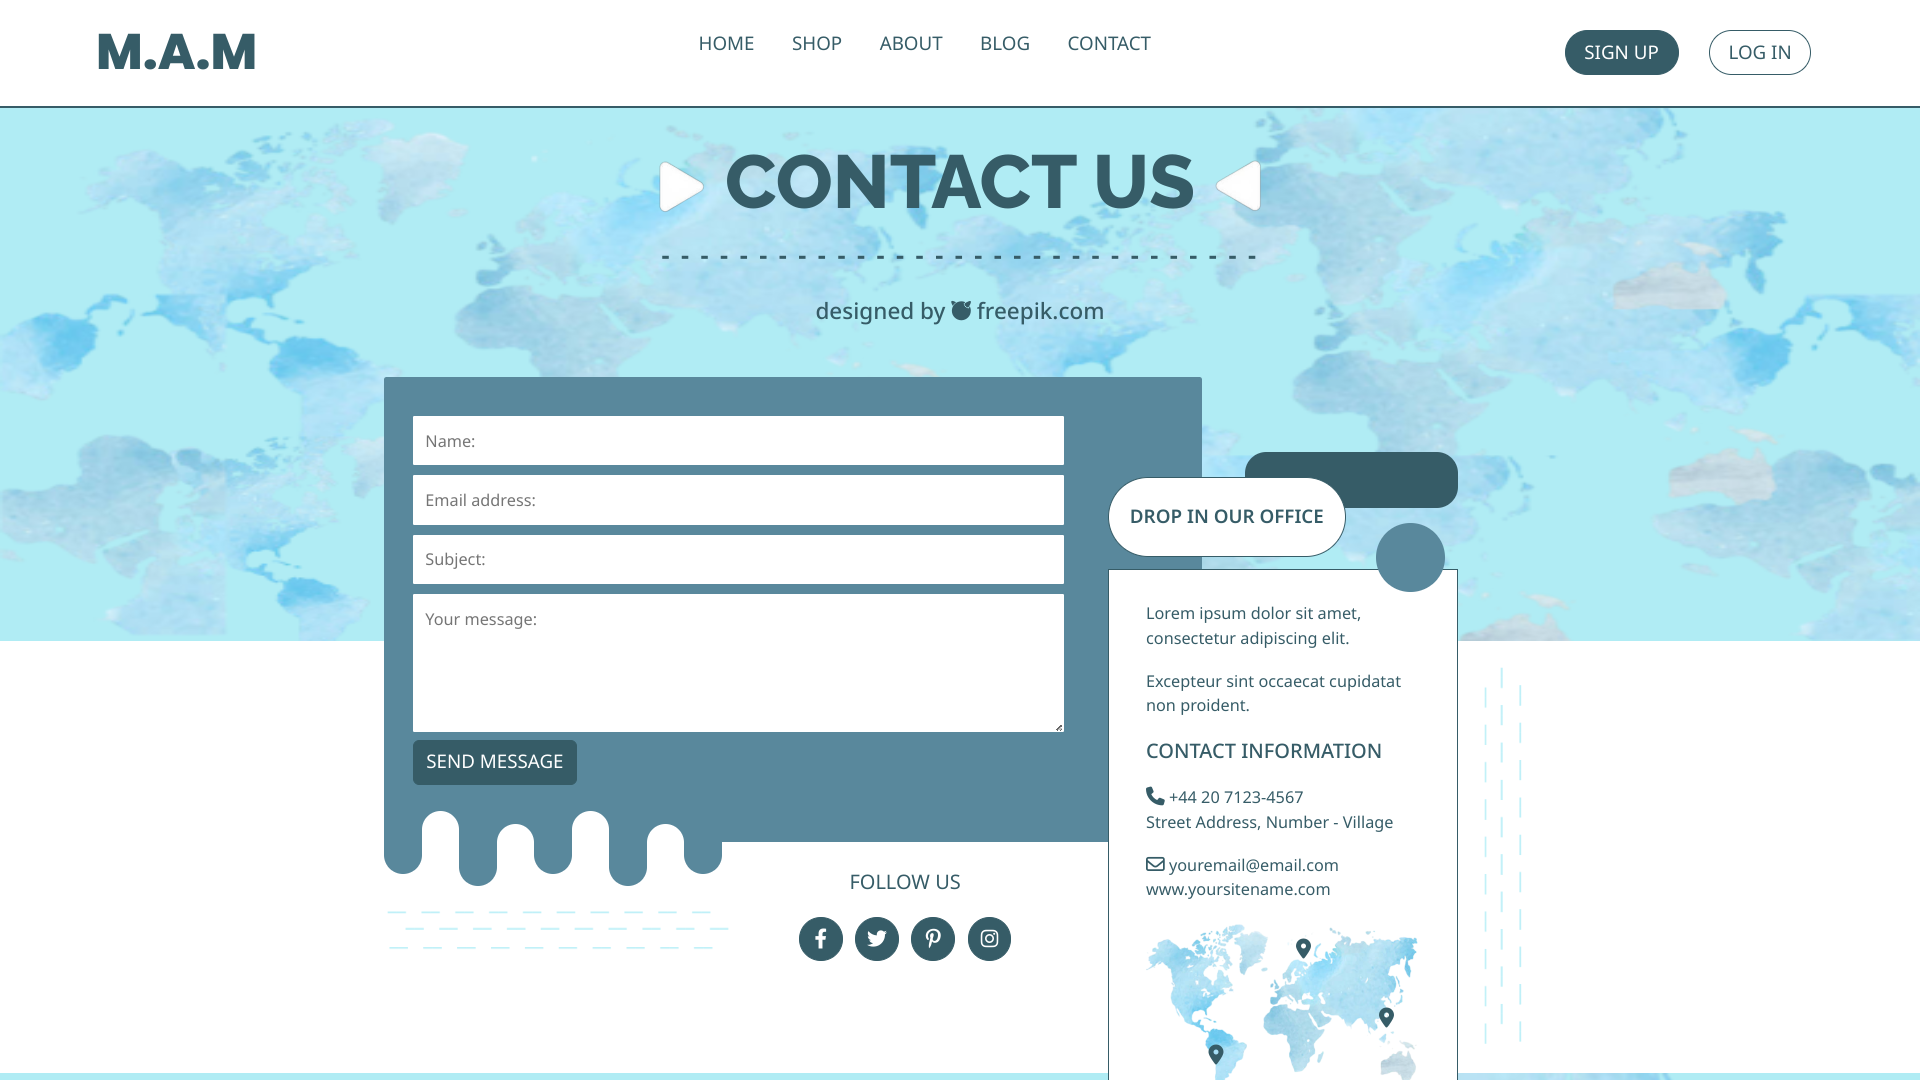 M.A.M
HOME SHOP ABOUT BLOG CONTACT
SIGN UP LOG IN
CONTACT US
designed by freepik.com
Name:
Email address:
Subject:
Your message:
SEND MESSAGE
DROP IN OUR OFFICE
Lorem ipsum dolor sit amet,
consectetur adipiscing elit.
Excepteur sint occaecat cupidatat
non proident.
CONTACT INFORMATION
+44 20 7123-4567
Street Address, Number - Village
youremail@email.com
www.yoursitename.com
FOLLOW US